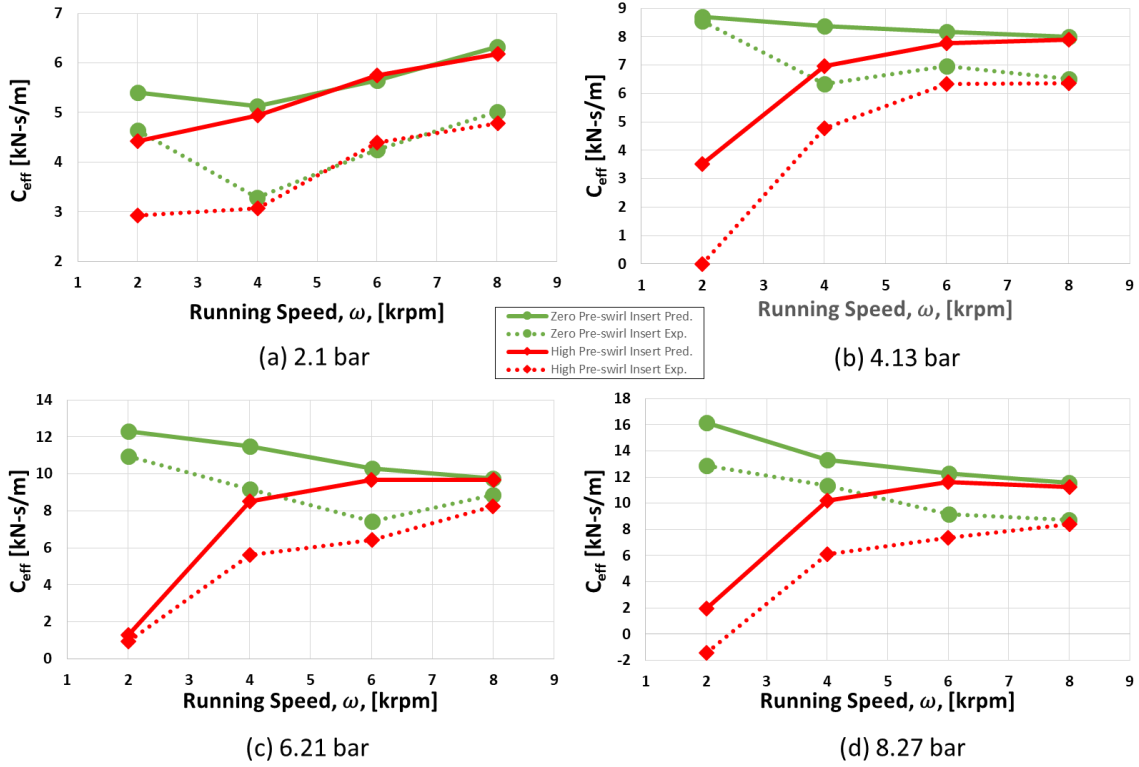 7
6
5
4
3
2
C_eff [kN-s/m]
1 2 3 4 5 6 7 8 9
Running Speed, ω, [krpm]
(a) 2.1 bar
9
8
7
6
5
4
3
2
1
0
C_eff [kN-s/m]
1 2 3 4 5 6 7 8 9
Running Speed, ω, [krpm]
(b) 4.13 bar
Zero Pre-swirl Insert Pred.
Zero Pre-swirl Insert Exp.
High Pre-swirl Insert Pred.
High Pre-swirl Insert Exp.
14
12
10
8
6
4
2
0
C_eff [kN-s/m]
1 2 3 4 5 6 7 8 9
Running Speed, ω, [krpm]
(c) 6.21 bar
18
16
14
12
10
8
6
4
2
0
-2
C_eff [kN-s/m]
1 2 3 4 5 6 7 8 9
Running Speed, ω, [krpm]
(d) 8.27 bar